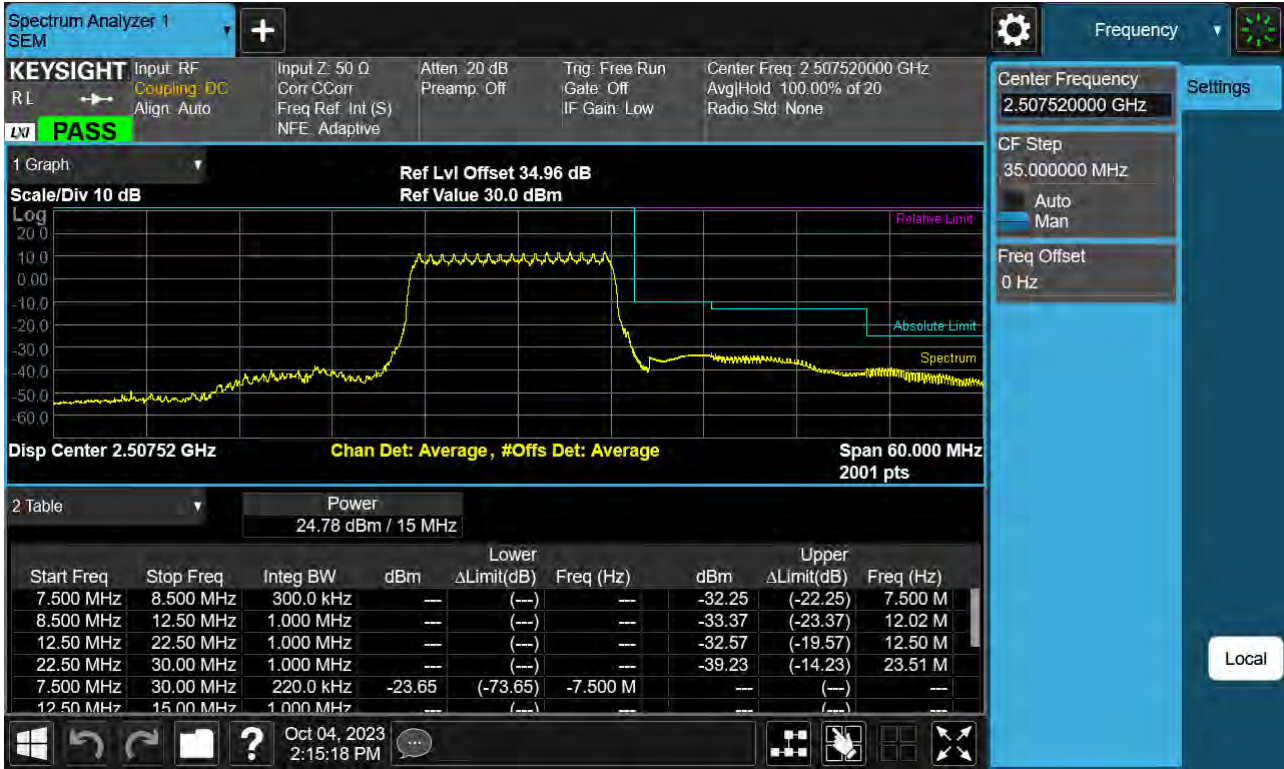 Spectrum Analyzer 1
SEM
Frequency
KEYSIGHT
R L
LXI
PASS
Input: RF
Coupling: DC
Align: Auto
Input Z: 50 Ω
Corr CCorr
Freq Ref: Int (S)
NFE: Adaptive
Atten: 20 dB
Preamp: Off
Trig: Free Run
Gate: Off
IF Gain: Low
Center Freq: 2.507520000 GHz
Avg|Hold: 100.00% of 20
Radio Std: None
Center Frequency
2.507520000 GHz
Settings
CF Step
35.000000 MHz
Auto
Man
Freq Offset
0 Hz
1 Graph
Scale/Div 10 dB
Ref Lvl Offset 34.96 dB
Ref Value 30.0 dBm
Log
20.0
10.0
0.00
-10.0
-20.0
-30.0
-40.0
-50.0
-60.0
Relative Limit
Absolute Limit
Spectrum
Disp Center 2.50752 GHz
Chan Det: Average, #Offs Det: Average
Span 60.000 MHz
2001 pts
2 Table
Power
24.78 dBm / 15 MHz
Lower Upper
Start Freq Stop Freq Integ BW dBm ΔLimit(dB) Freq (Hz) dBm ΔLimit(dB) Freq (Hz)
7.500 MHz 8.500 MHz 300.0 kHz --- (---) --- -32.25 (-22.25) 7.500 M
8.500 MHz 12.50 MHz 1.000 MHz --- (---) --- -33.37 (-23.37) 12.02 M
12.50 MHz 22.50 MHz 1.000 MHz --- (---) --- -32.57 (-19.57) 12.50 M
22.50 MHz 30.00 MHz 1.000 MHz --- (---) --- -39.23 (-14.23) 23.51 M
7.500 MHz 30.00 MHz 220.0 kHz -23.65 (-73.65) -7.500 M --- (---) ---
12.50 MHz 15.00 MHz 1.000 MHz --- (---) --- --- (---) ---
Local
?
Oct 04, 2023
2:15:18 PM